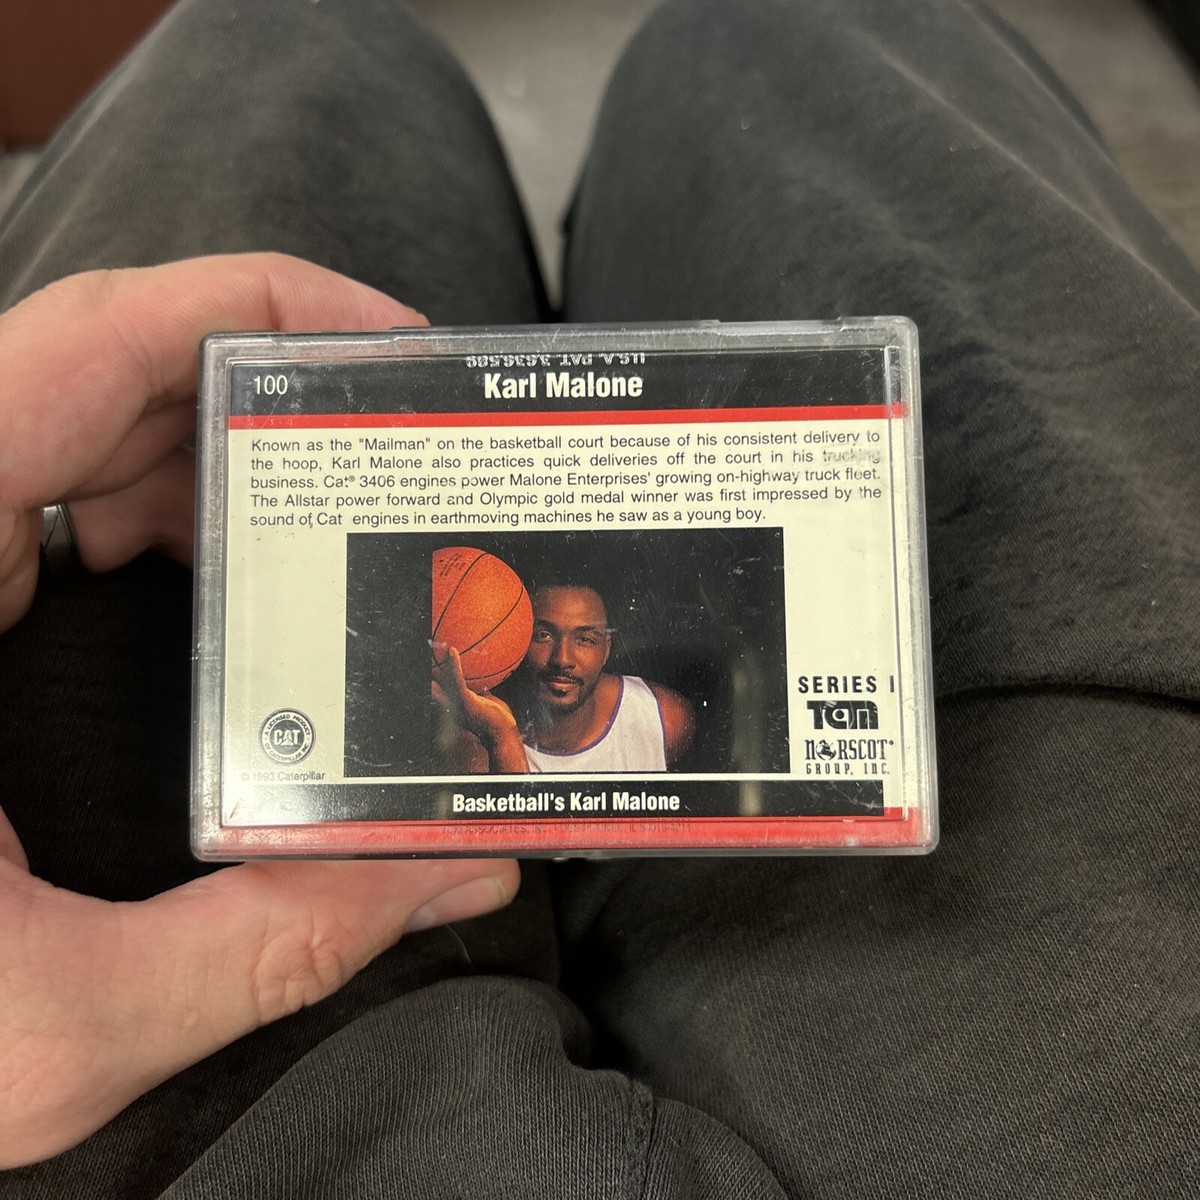 U.S.A. PAT. 3,636,509
100
Karl Malone
Known as the "Mailman" on the basketball court because of his consistent delivery to
the hoop, Karl Malone also practices quick deliveries off the court in his trucking
business. Cat® 3406 engines power Malone Enterprises' growing on-highway truck fleet.
The Allstar power forward and Olympic gold medal winner was first impressed by the
sound of Cat engines in earthmoving machines he saw as a young boy.
SERIES I
TCM
LICENSED PRODUCT
CAT
NORSCOT
GROUP, INC.
© 1993 Caterpillar
Basketball's Karl Malone